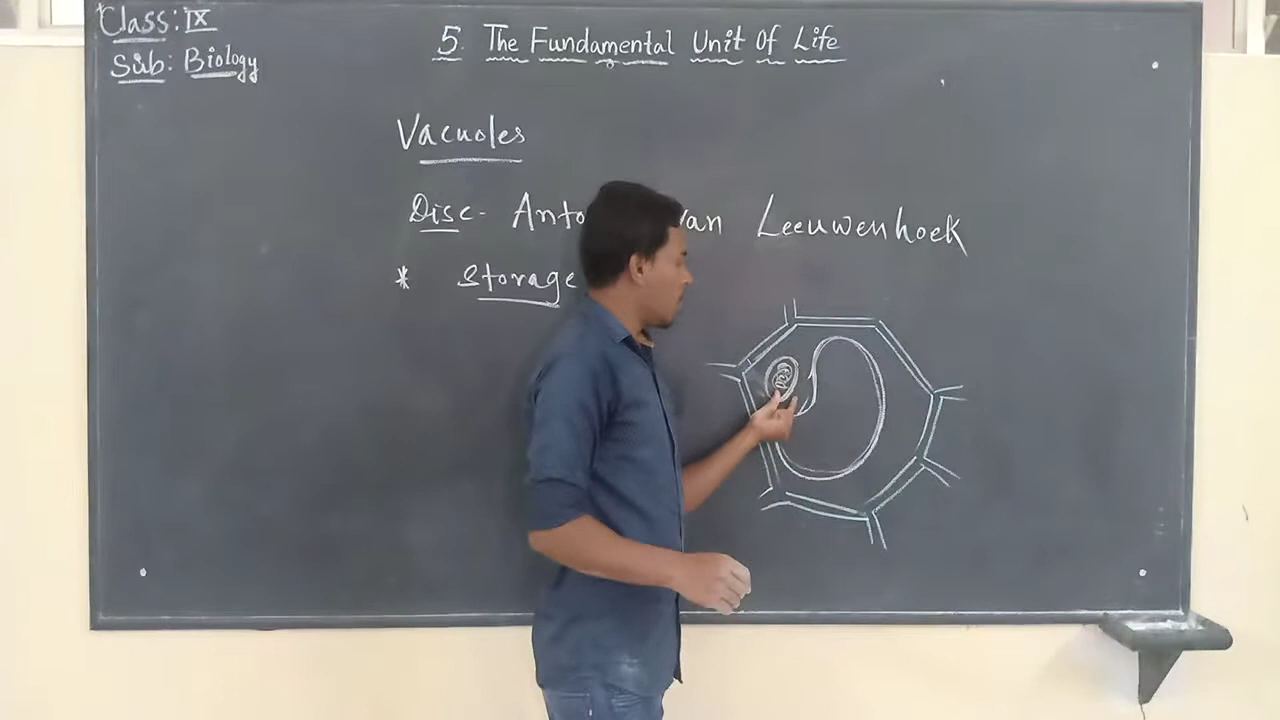 Class: IX
Sub: Biology
5. The Fundamental Unit Of Life
Vacuoles
Disc- Anto van Leeuwenhoek
* Storage